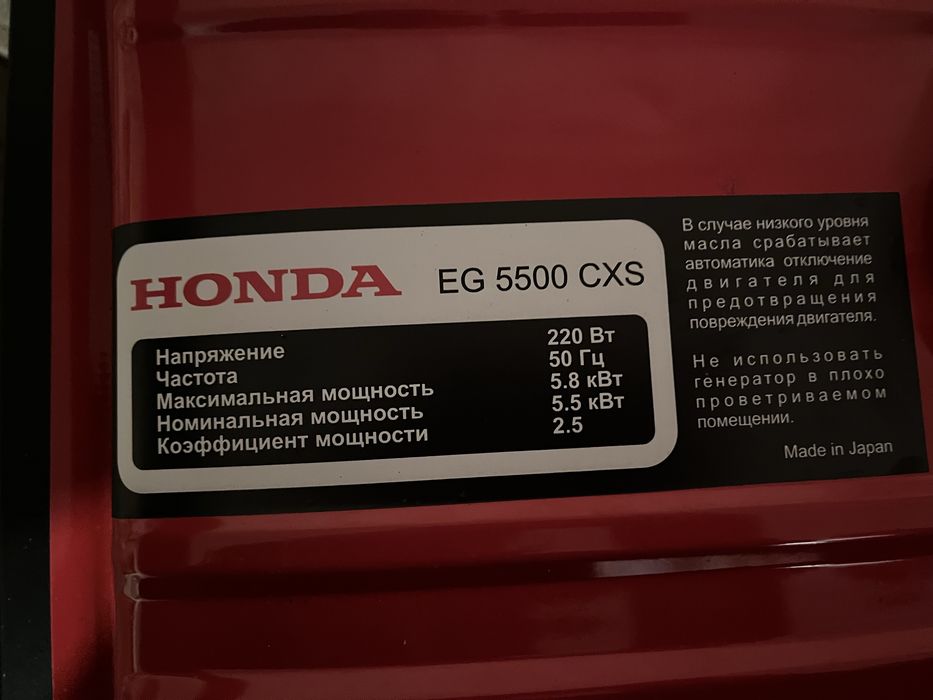 HONDA EG 5500 CXS
Напряжение 220 Вт
Частота 50 Гц
Максимальная мощность 5.8 кВт
Номинальная мощность 5.5 кВт
Коэффициент мощности 2.5
В случае низкого уровня
масла срабатывает
автоматика отключение
двигателя для
предотвращения
повреждения двигателя.
Не использовать
генератор в плохо
проветриваемом
помещении.
Made in Japan